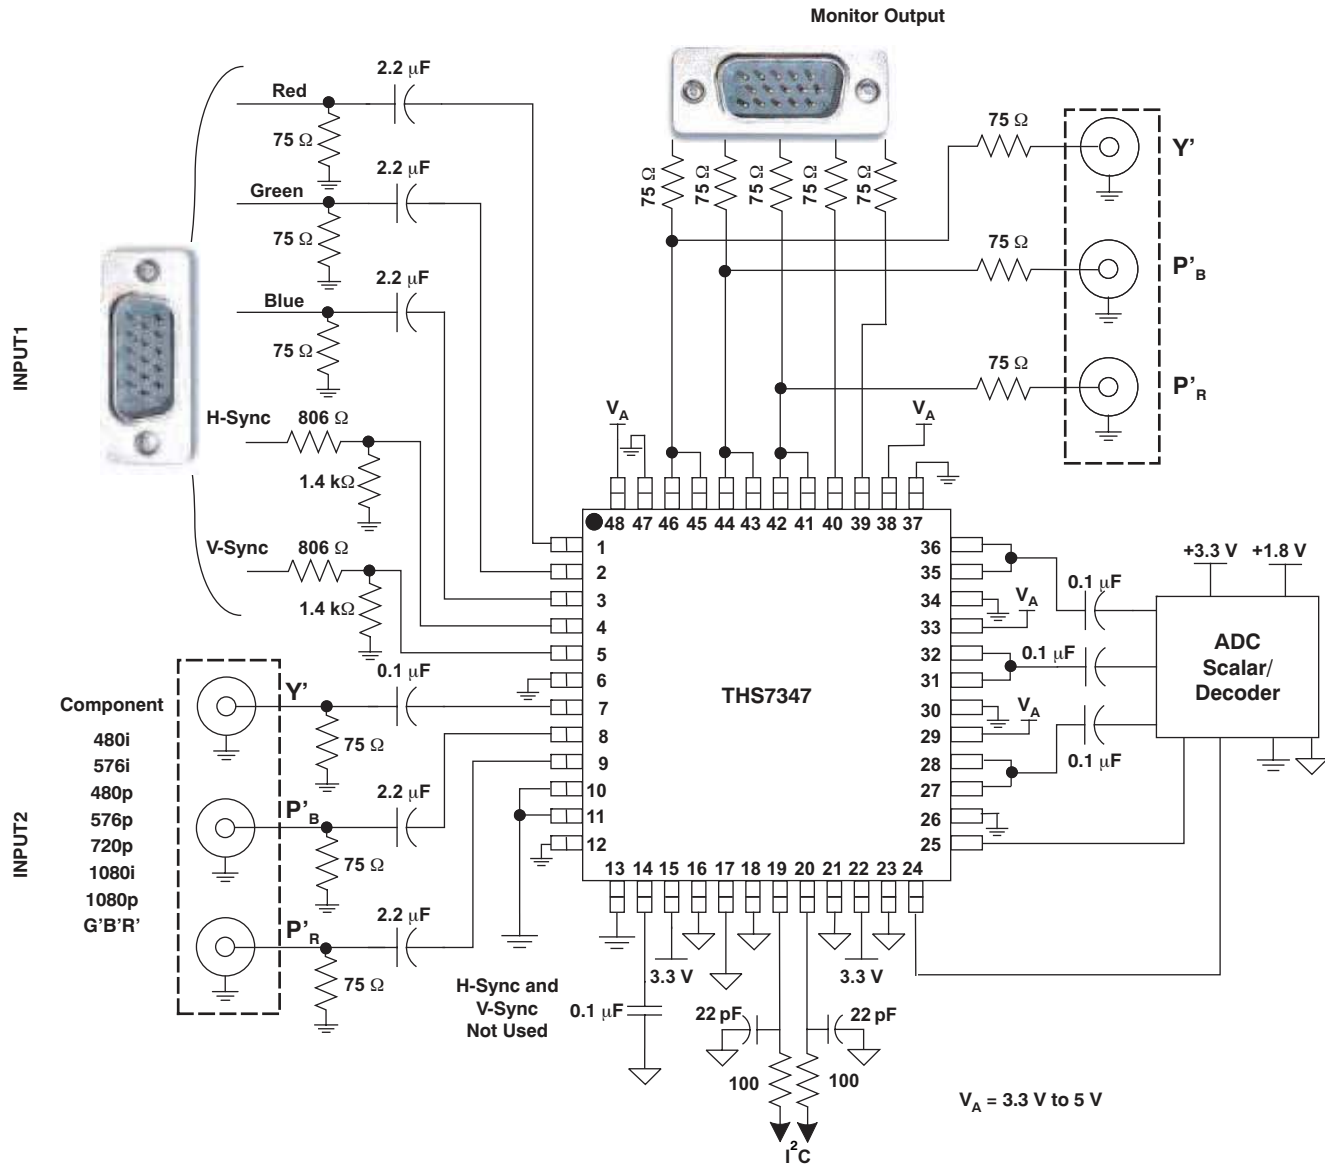 Monitor Output
INPUT1
Red
2.2 μF
75 Ω
Green
2.2 μF
75 Ω
Blue
2.2 μF
75 Ω
H-Sync
806 Ω
1.4 kΩ
V-Sync
806 Ω
1.4 kΩ
75 Ω
75 Ω
75 Ω
75 Ω
75 Ω
75 Ω
Y'
75 Ω
P'B
75 Ω
P'R
VA
VA
48 47 46 45 44 43 42 41 40 39 38 37
1
2
3
4
5
6
7
8
9
10
11
12
THS7347
36
35
34
33
32
31
30
29
28
27
26
25
13 14 15 16 17 18 19 20 21 22 23 24
VA
VA
0.1 μF
0.1 μF
0.1 μF
+3.3 V +1.8 V
ADC
Scalar/
Decoder
INPUT2
Component
480i
576i
480p
576p
720p
1080i
1080p
G'B'R'
Y'
0.1 μF
75 Ω
P'B
2.2 μF
75 Ω
P'R
2.2 μF
75 Ω
H-Sync and
V-Sync
Not Used
0.1 μF
3.3 V
3.3 V
22 pF
22 pF
100
100
I2C
VA = 3.3 V to 5 V